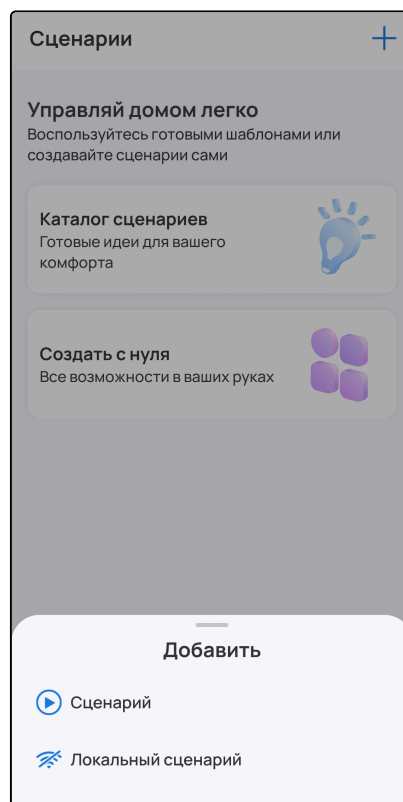 Сценарии
Управляй домом легко
Воспользуйтесь готовыми шаблонами или
создавайте сценарии сами
Каталог сценариев
Готовые идеи для вашего
комфорта
Создать с нуля
Все возможности в ваших руках
Добавить
Сценарий
Локальный сценарий